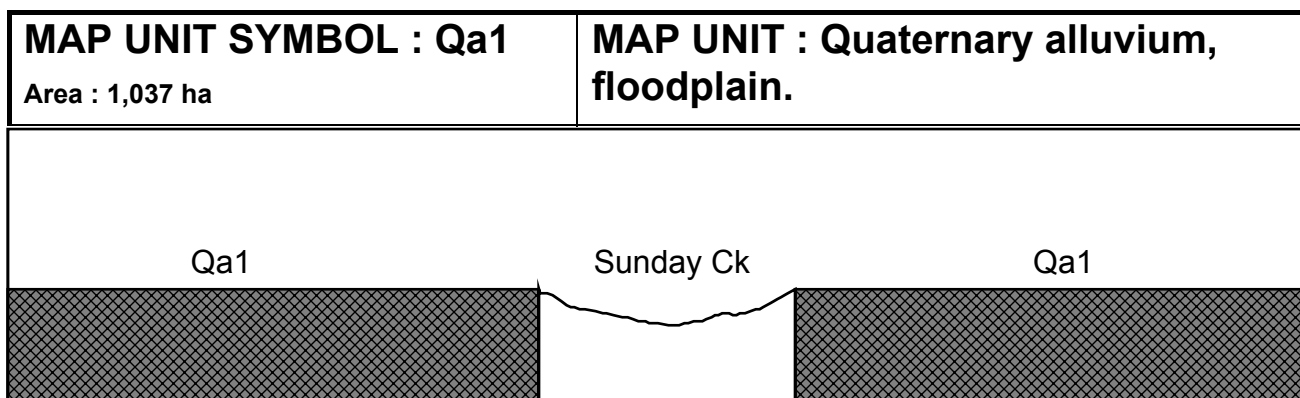 MAP UNIT SYMBOL : Qa1
Area : 1,037 ha
MAP UNIT : Quaternary alluvium,
floodplain.
Qa1
Sunday Ck
Qa1